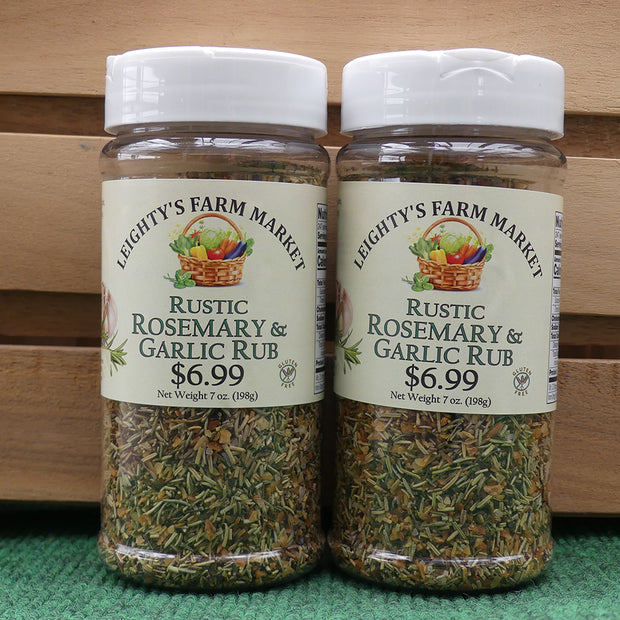 LEIGHTY'S FARM MARKET
RUSTIC
ROSEMARY &
GARLIC RUB
$6.99
Net Weight 7 oz. (198g)
GLUTEN
FREE
LEIGHTY'S FARM MARKET
RUSTIC
ROSEMARY &
GARLIC RUB
$6.99
Net Weight 7 oz. (198g)
GLUTEN
FREE